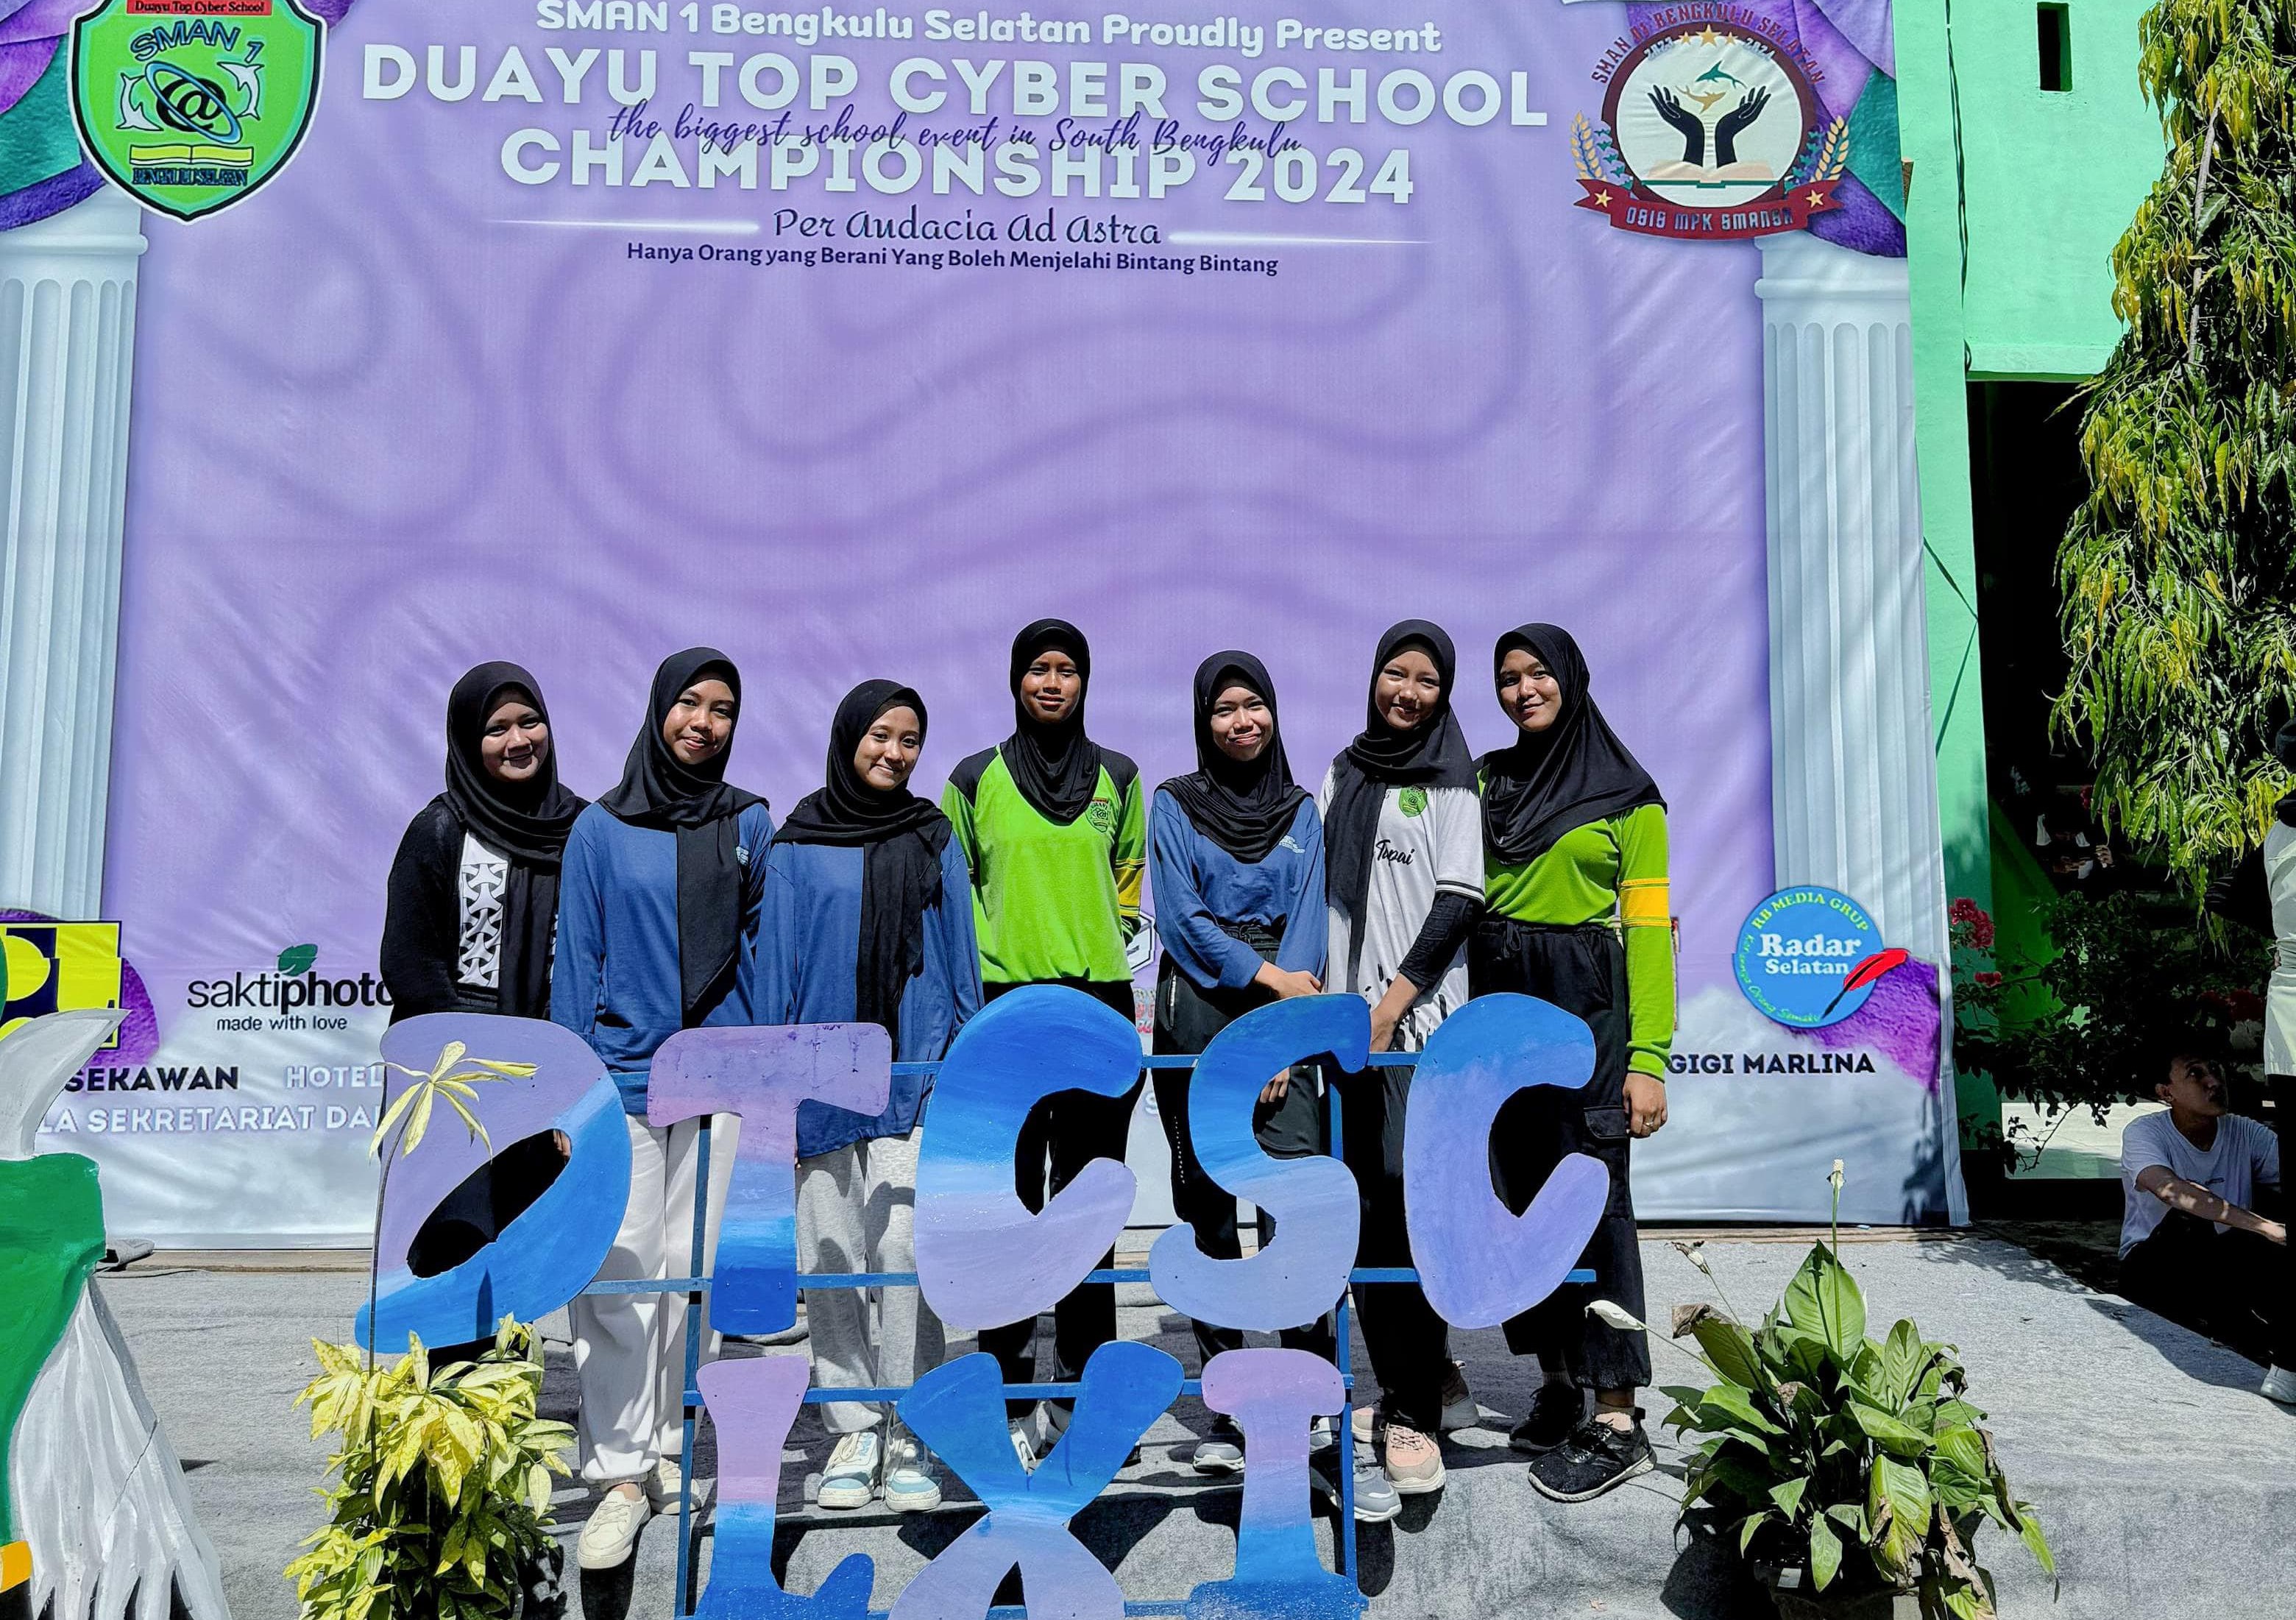 Duayu Top Cyber School
SMAN 1
BENGKULU SELATAN
SMAN 1 Bengkulu Selatan Proudly Present
DUAYU TOP CYBER SCHOOL
the biggest school event in South Bengkulu
CHAMPIONSHIP 2024
Per Audacia Ad Astra
Hanya Orang yang Berani Yang Boleh Menjelahi Bintang Bintang
SMAN 01 BENGKULU SELATAN
2023 2024
OSIS MPK SMANSA
Tapai
saktiphoto
made with love
SEKAWAN
HOTEL
LA SEKRETARIAT DA
RB MEDIA GRUP
Radar
Selatan
GIGI MARLINA
DTCSC
LXI